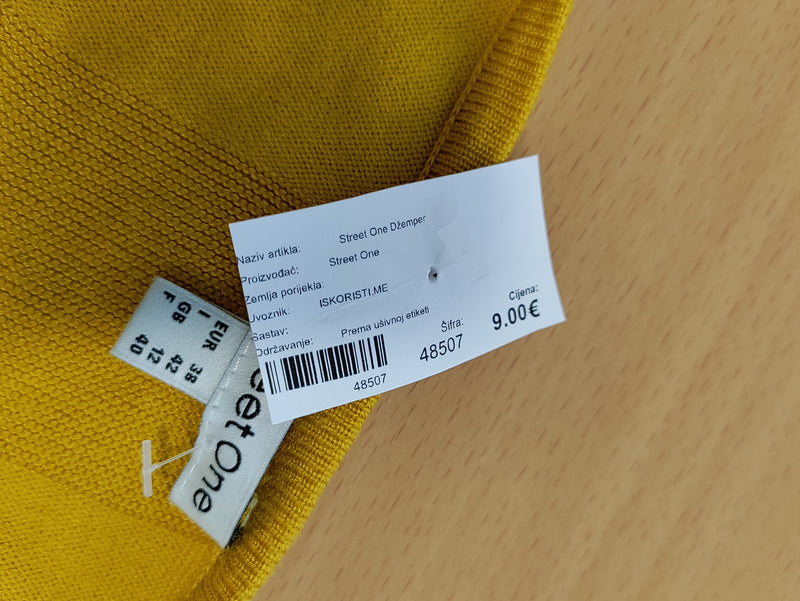 Naziv artikla: Street One Džemper
Proizvođač: Street One
Zemlja porijekla:
Uvoznik: ISKORISTI.ME
Sastav:
Održavanje: Prema ušivnoj etiketi
Šifra: Cijena:
48507 9.00€
48507
EUR 38
I 42
GB 12
F 40
eet One